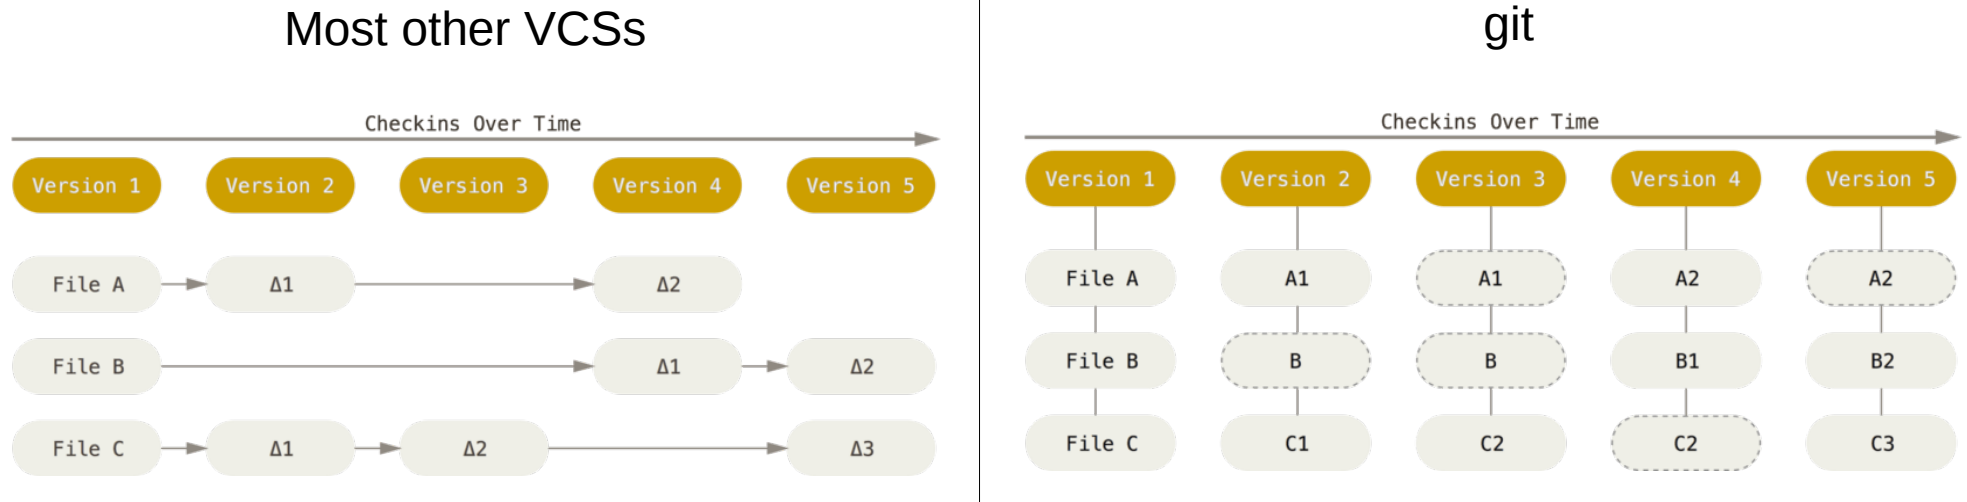 Most other VCSs
Checkins Over Time
Version 1 Version 2 Version 3 Version 4 Version 5
File A Δ1 Δ2
File B Δ1 Δ2
File C Δ1 Δ2 Δ3
git
Checkins Over Time
Version 1 Version 2 Version 3 Version 4 Version 5
File A A1 A1 A2 A2
File B B B B1 B2
File C C1 C2 C2 C3